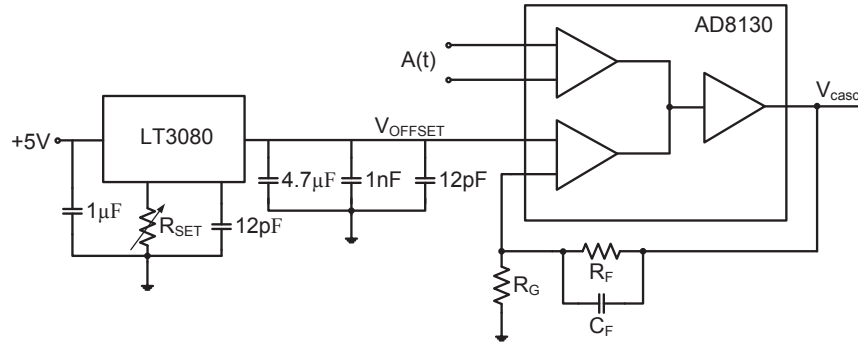 AD8130
A(t)
V_casc
+5V
LT3080
V_OFFSET
1μF
R_SET
12pF
4.7μF
1nF
12pF
R_G
R_F
C_F